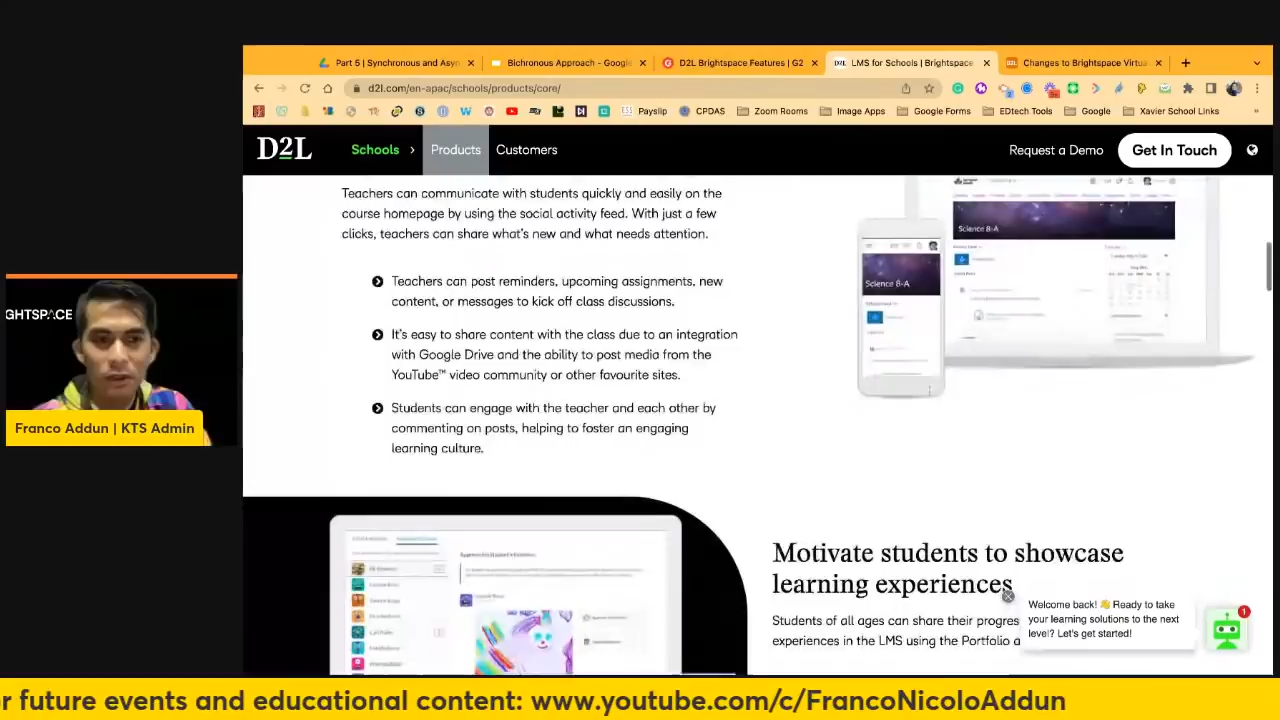 Part 5 | Synchronous and Asyn
Bichronous Approach - Google
D2L Brightspace Features | G2
LMS for Schools | Brightspace
Changes to Brightspace Virtua
d2l.com/en-apac/schools/products/core/
Payslip
CPDAS
Zoom Rooms
Image Apps
Google Forms
EDtech Tools
Google
Xavier School Links
D2L
Schools
Products
Customers
Request a Demo
Get In Touch
Teachers can communicate with students quickly and easily on the
course homepage by using the social activity feed. With just a few
clicks, teachers can share what's new and what needs attention.
Teachers can post reminders, upcoming assignments, new
content, or messages to kick off class discussions.
It's easy to share content with the class due to an integration
with Google Drive and the ability to post media from the
YouTube™ video community or other favourite sites.
Students can engage with the teacher and each other by
commenting on posts, helping to foster an engaging
learning culture.
Science 8-A
Science 8-A
GHTSPACE
Franco Addun | KTS Admin
Motivate students to showcase
learning experiences
Students of all ages can share their progres
experiences in the LMS using the Portfolio a
Welcome back! 👋 Ready to take
your learning solutions to the next
level? Let's get started!
1
r future events and educational content: www.youtube.com/c/FrancoNicoloAddun